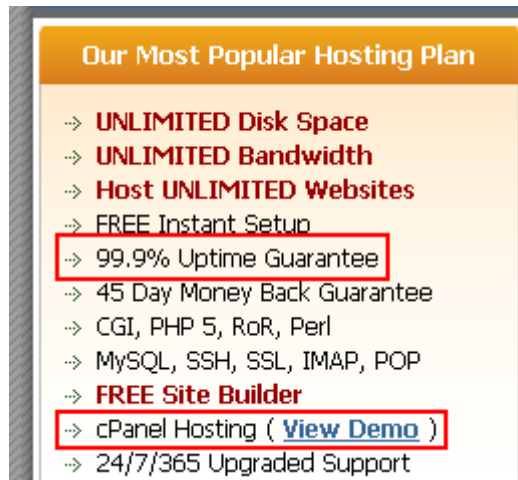 Our Most Popular Hosting Plan
UNLIMITED Disk Space
UNLIMITED Bandwidth
Host UNLIMITED Websites
FREE Instant Setup
99.9% Uptime Guarantee
45 Day Money Back Guarantee
CGI, PHP 5, RoR, Perl
MySQL, SSH, SSL, IMAP, POP
FREE Site Builder
cPanel Hosting ( View Demo )
24/7/365 Upgraded Support